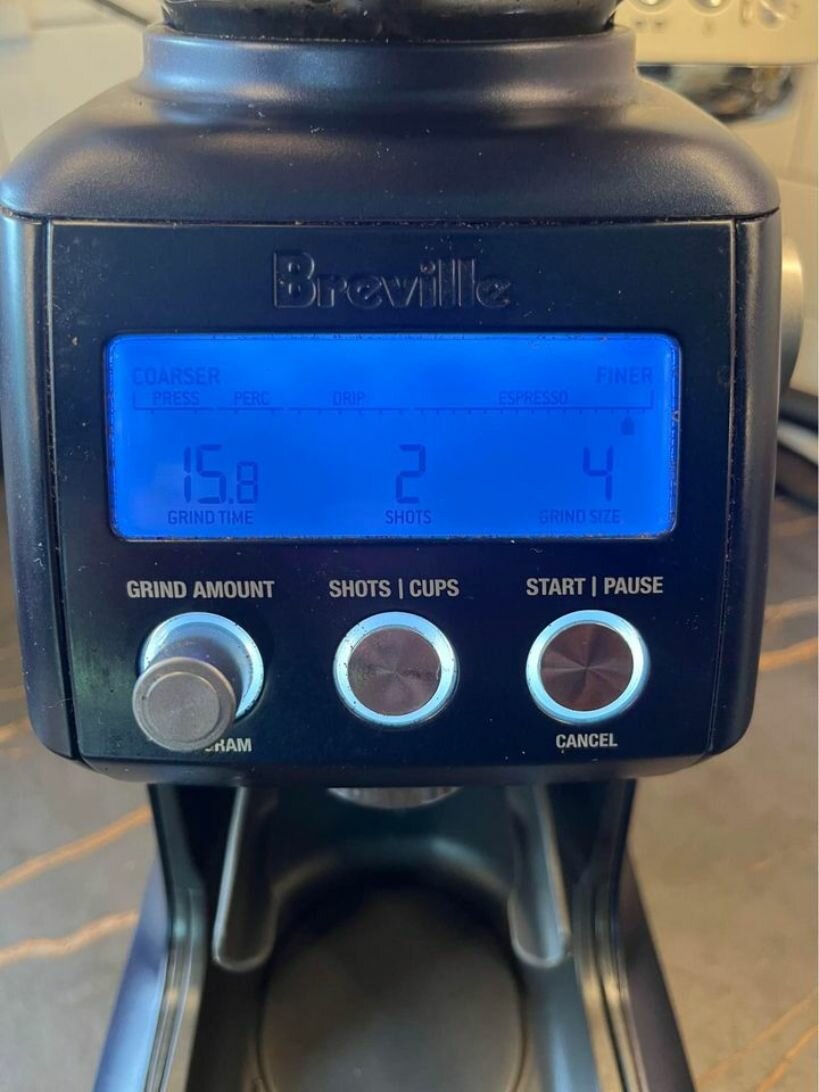 Breville
COARSER FINER
PRESS PERC DRIP ESPRESSO
15.8 2 4
GRIND TIME SHOTS GRIND SIZE
GRIND AMOUNT SHOTS | CUPS START | PAUSE
RAM CANCEL